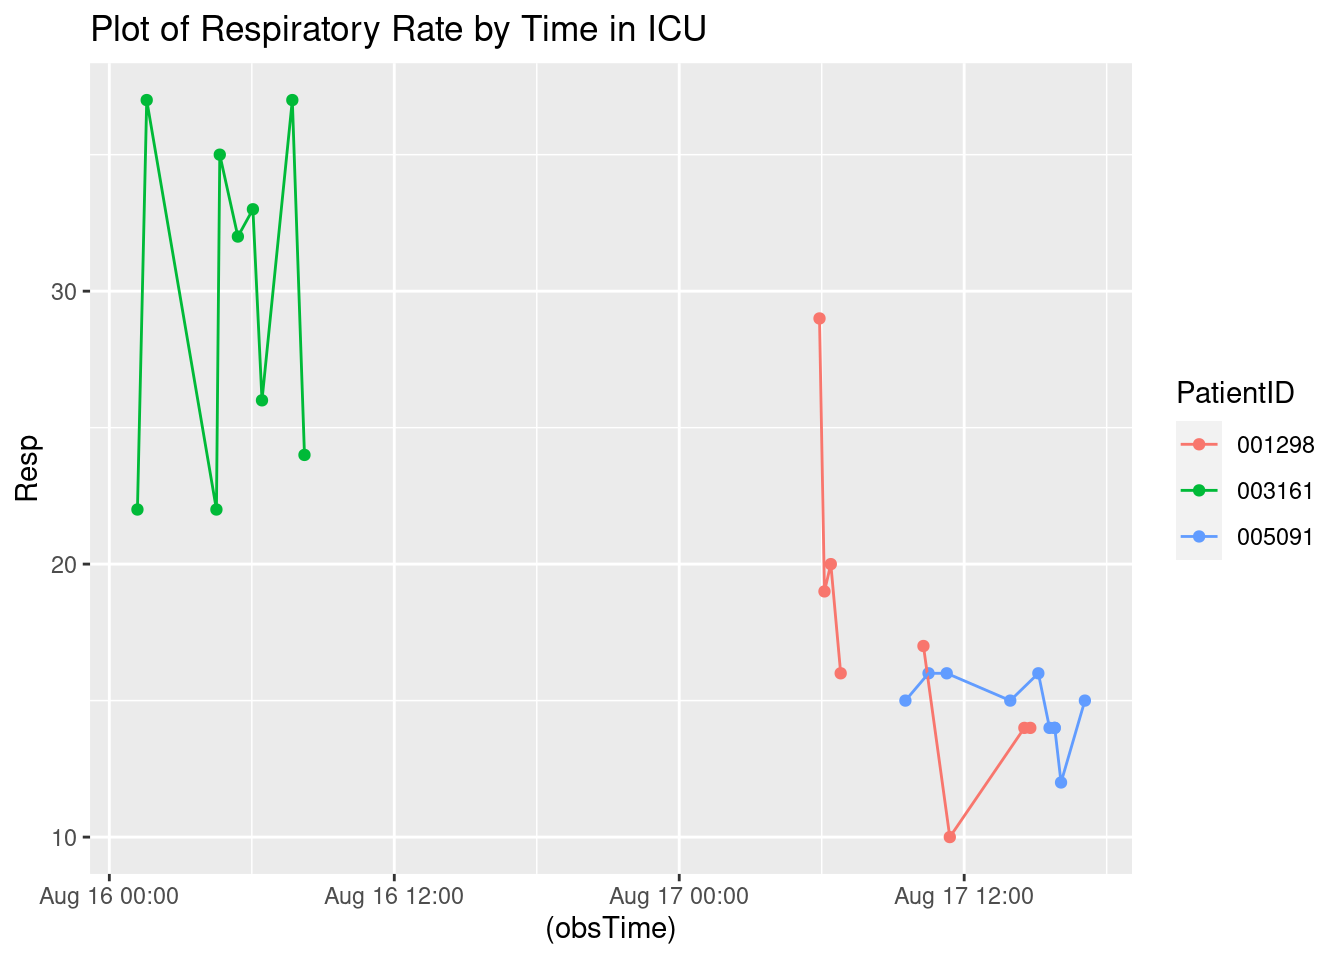 Plot of Respiratory Rate by Time in ICU
Resp
30
20
10
Aug 16 00:00
Aug 16 12:00
Aug 17 00:00
Aug 17 12:00
(obsTime)
PatientID
001298
003161
005091